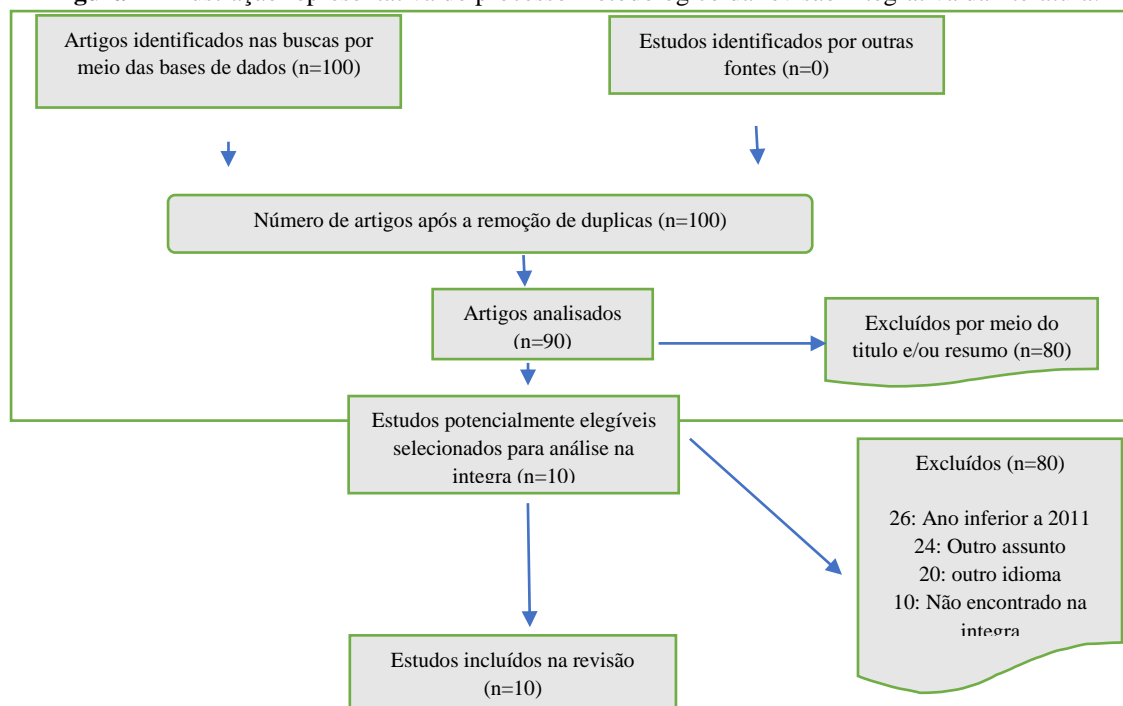 Artigos identificados nas buscas por
meio das bases de dados (n=100)
Estudos identificados por outras
fontes (n=0)
Número de artigos após a remoção de duplicas (n=100)
Artigos analisados
(n=90)
Excluídos por meio do
titulo e/ou resumo (n=80)
Estudos potencialmente elegíveis
selecionados para análise na
integra (n=10)
Excluídos (n=80)
26: Ano inferior a 2011
24: Outro assunto
20: outro idioma
10: Não encontrado na
integra
Estudos incluídos na revisão
(n=10)